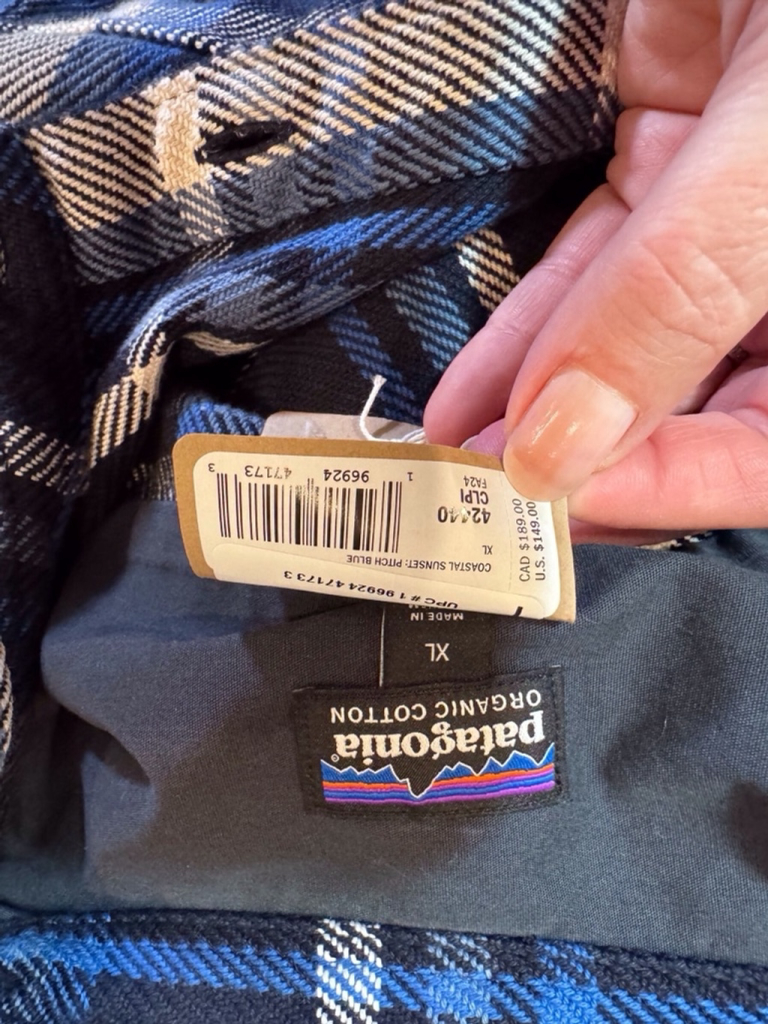 UPC # 1 96924 47173 3
COASTAL SUNSET: PITCH BLUE
XL
42440
CLPI
FA24
1 96924 47173 3
CAD $189.00
U.S. $149.00
patagonia®
ORGANIC COTTON
XL
MADE IN